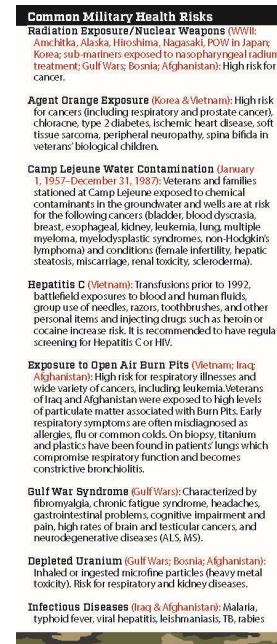 Common Military Health Risks
Radiation Exposure/Nuclear Weapons (WWII:
Amchitka, Alaska, Hiroshima, Nagasaki, POW in Japan;
Korea; sub-mariners exposed to nasopharyngeal radium
treatment; Gulf Wars; Bosnia; Afghanistan): High risk for
cancer.
Agent Orange Exposure (Korea & Vietnam): High risk
for cancers (including respiratory and prostate cancer),
chloracne, type 2 diabetes, ischemic heart disease, soft
tissue sarcoma, peripheral neuropathy, spina bifida in
veterans' biological children.
Camp Lejeune Water Contamination (January
1, 1957–December 31, 1987): Veterans and families
stationed at Camp Lejeune exposed to chemical
contaminants in the groundwater and wells are at risk
for the following cancers (bladder, blood dyscrasia,
breast, esophageal, kidney, leukemia, lung, multiple
myeloma, myelodysplastic syndromes, non-Hodgkin's
lymphoma) and conditions (female infertility, hepatic
steatosis, miscarriage, renal toxicity, scleroderma).
Hepatitis C (Vietnam): Transfusions prior to 1992,
battlefield exposures to blood and human fluids,
group use of needles, razors, toothbrushes, and other
personal items and injecting drugs such as heroin or
cocaine increase risk. It is recommended to have regula
screening for Hepatitis C or HIV.
Exposure to Open Air Burn Pits (Vietnam; Iraq;
Afghanistan): High risk for respiratory illnesses and
wide variety of cancers, including leukemia. Veterans
of Iraq and Afghanistan were exposed to high levels
of particulate matter associated with Burn Pits. Early
respiratory symptoms are often misdiagnosed as
allergies, flu or common colds. On biopsy, titanium
and plastics have been found in patients' lungs which
compromise respiratory function and becomes
constrictive bronchiolitis.
Gulf War Syndrome (Gulf Wars): Characterized by
fibromyalgia, chronic fatigue syndrome, headaches,
gastrointestinal problems, cognitive impairment and
pain, high rates of brain and testicular cancers, and
neurodegenerative diseases (ALS, MS).
Depleted Uranium (Gulf Wars; Bosnia; Afghanistan):
Inhaled or ingested microfine particles (heavy metal
toxicity). Risk for respiratory and kidney diseases.
Infectious Diseases (Iraq & Afghanistan): Malaria,
typhoid fever, viral hepatitis, leishmaniasis, TB, rabies